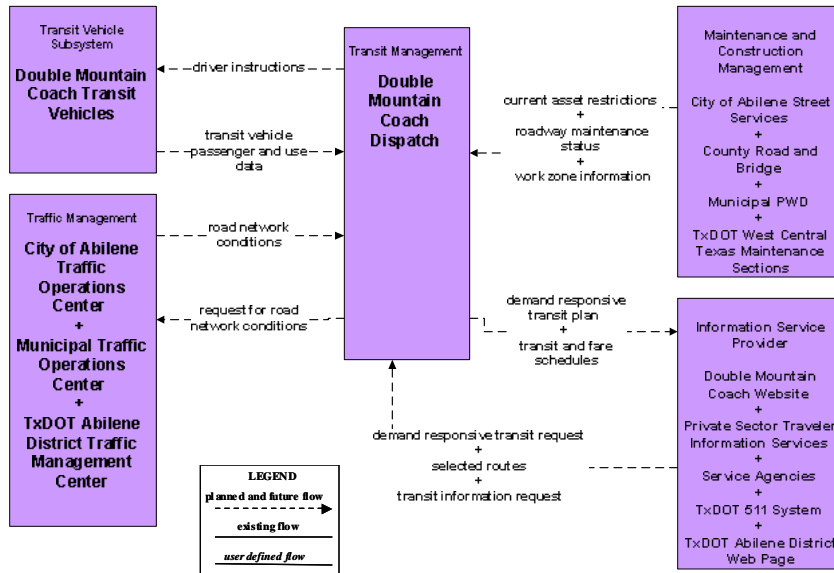 Transit Vehicle
Subsystem
Double Mountain
Coach Transit
Vehicles
driver instructions
transit vehicle
passenger and use
data
Transit Management
Double
Mountain
Coach
Dispatch
current asset restrictions
+
roadway maintenance
status
+
work zone information
Maintenance and
Construction
Management
City of Abilene Street
Services
+
County Road and
Bridge
+
Municipal PWD
+
TxDOT West Central
Texas Maintenance
Sections
Traffic Management
City of Abilene
Traffic
Operations
Center
+
Municipal Traffic
Operations
Center
+
TxDOT Abilene
District Traffic
Management
Center
road network
conditions
request for road
network conditions
demand responsive
transit plan
+
transit and fare
schedules
Information Service
Provider
Double Mountain
Coach Website
+
Private Sector Traveler
Information Services
+
Service Agencies
+
TxDOT 511 System
+
TxDOT Abilene District
Web Page
demand responsive transit request
+
selected routes
+
transit information request
LEGEND
planned and future flow
existing flow
user defined flow